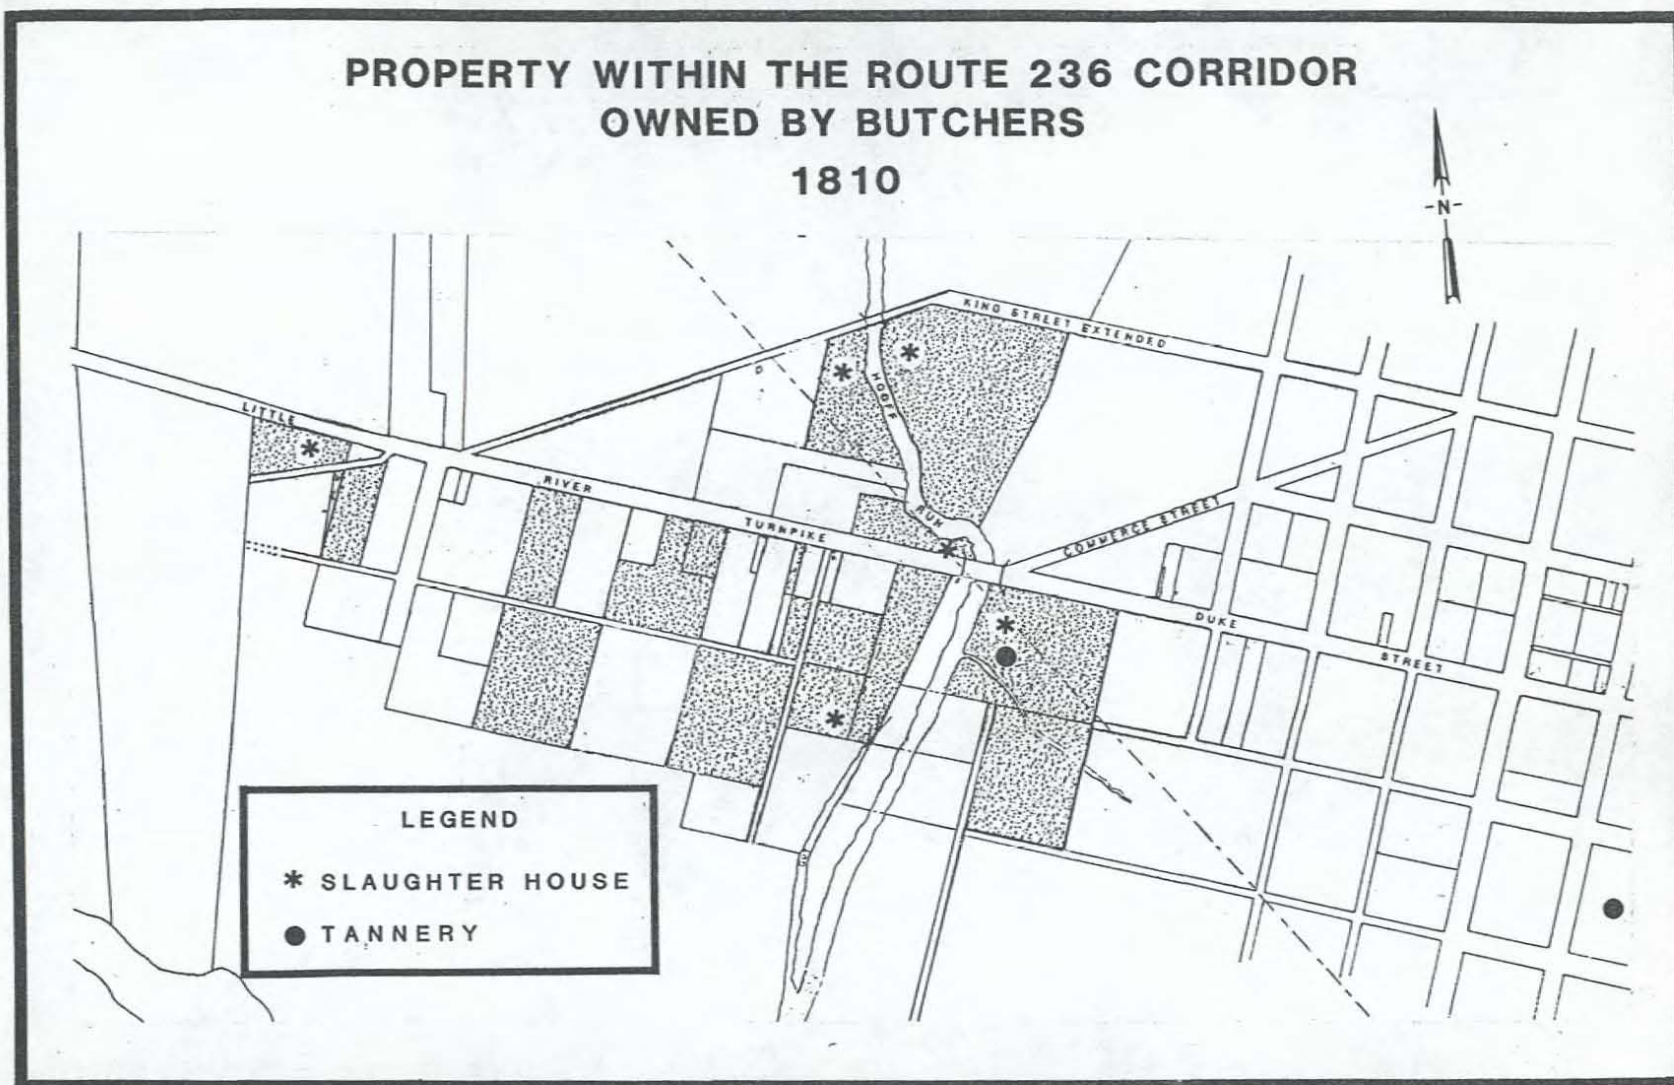 PROPERTY WITHIN THE ROUTE 236 CORRIDOR
OWNED BY BUTCHERS
1810
-N-
KING STREET EXTENDED
HOOFF
RUN
LITTLE
RIVER
TURNPIKE
COMMERCE STREET
DUKE
STREET
LEGEND
* SLAUGHTER HOUSE
● TANNERY